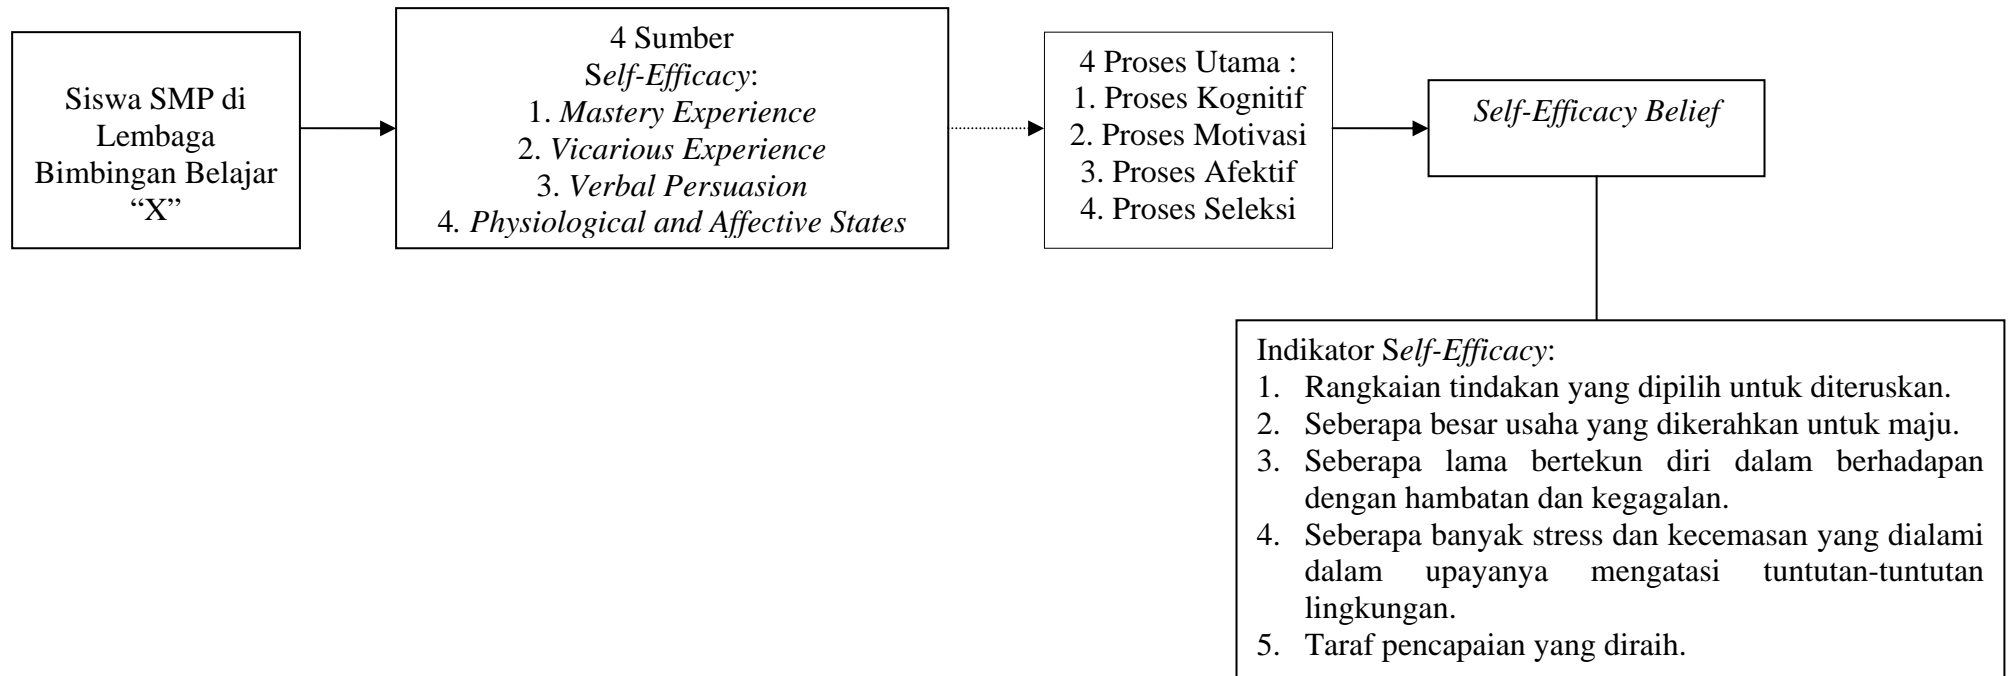 Siswa SMP di
Lembaga
Bimbingan Belajar
“X”
4 Sumber
Self-Efficacy:
1. Mastery Experience
2. Vicarious Experience
3. Verbal Persuasion
4. Physiological and Affective States
4 Proses Utama :
1. Proses Kognitif
2. Proses Motivasi
3. Proses Afektif
4. Proses Seleksi
Self-Efficacy Belief
Indikator Self-Efficacy:
1. Rangkaian tindakan yang dipilih untuk diteruskan.
2. Seberapa besar usaha yang dikerahkan untuk maju.
3. Seberapa lama bertekun diri dalam berhadapan
dengan hambatan dan kegagalan.
4. Seberapa banyak stress dan kecemasan yang dialami
dalam upayanya mengatasi tuntutan-tuntutan
lingkungan.
5. Taraf pencapaian yang diraih.